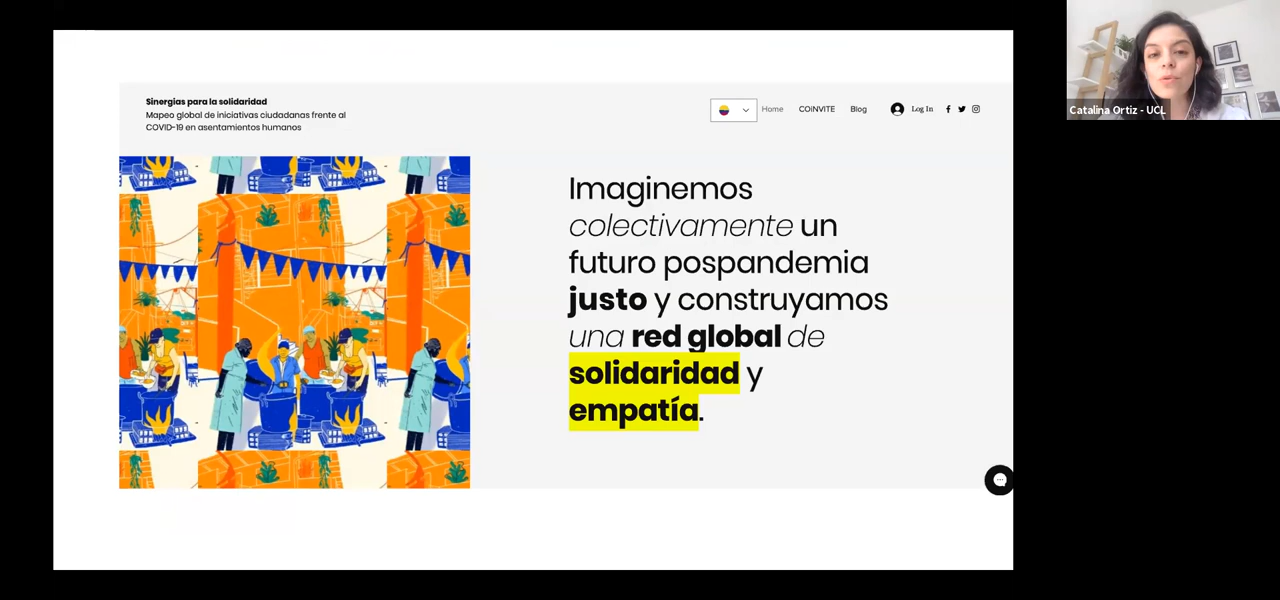 Catalina Ortiz - UCL
Sinergias para la solidaridad
Mapeo global de iniciativas ciudadanas frente al
COVID-19 en asentamientos humanos
Home COiNVITE Blog Log In
Imaginemos
colectivamente un
futuro pospandemia
justo y construyamos
una red global de
solidaridad y
empatía.